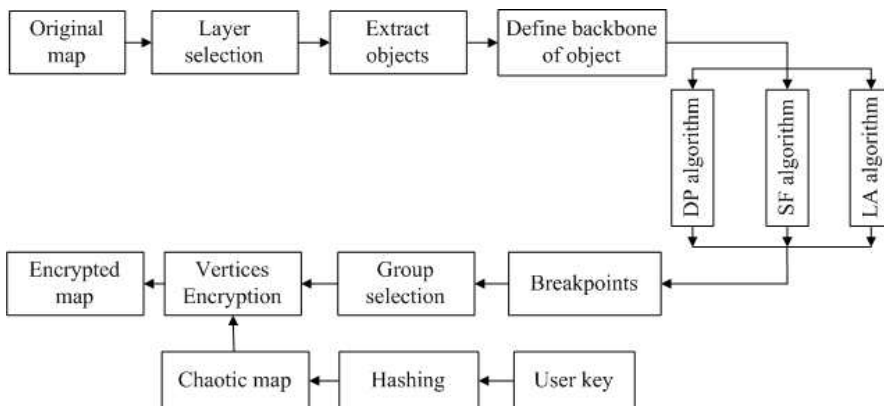 Original
map
Layer
selection
Extract
objects
Define backbone
of object
DP algorithm
SF algorithm
LA algorithm
Encrypted
map
Vertices
Encryption
Group
selection
Breakpoints
Chaotic map
Hashing
User key